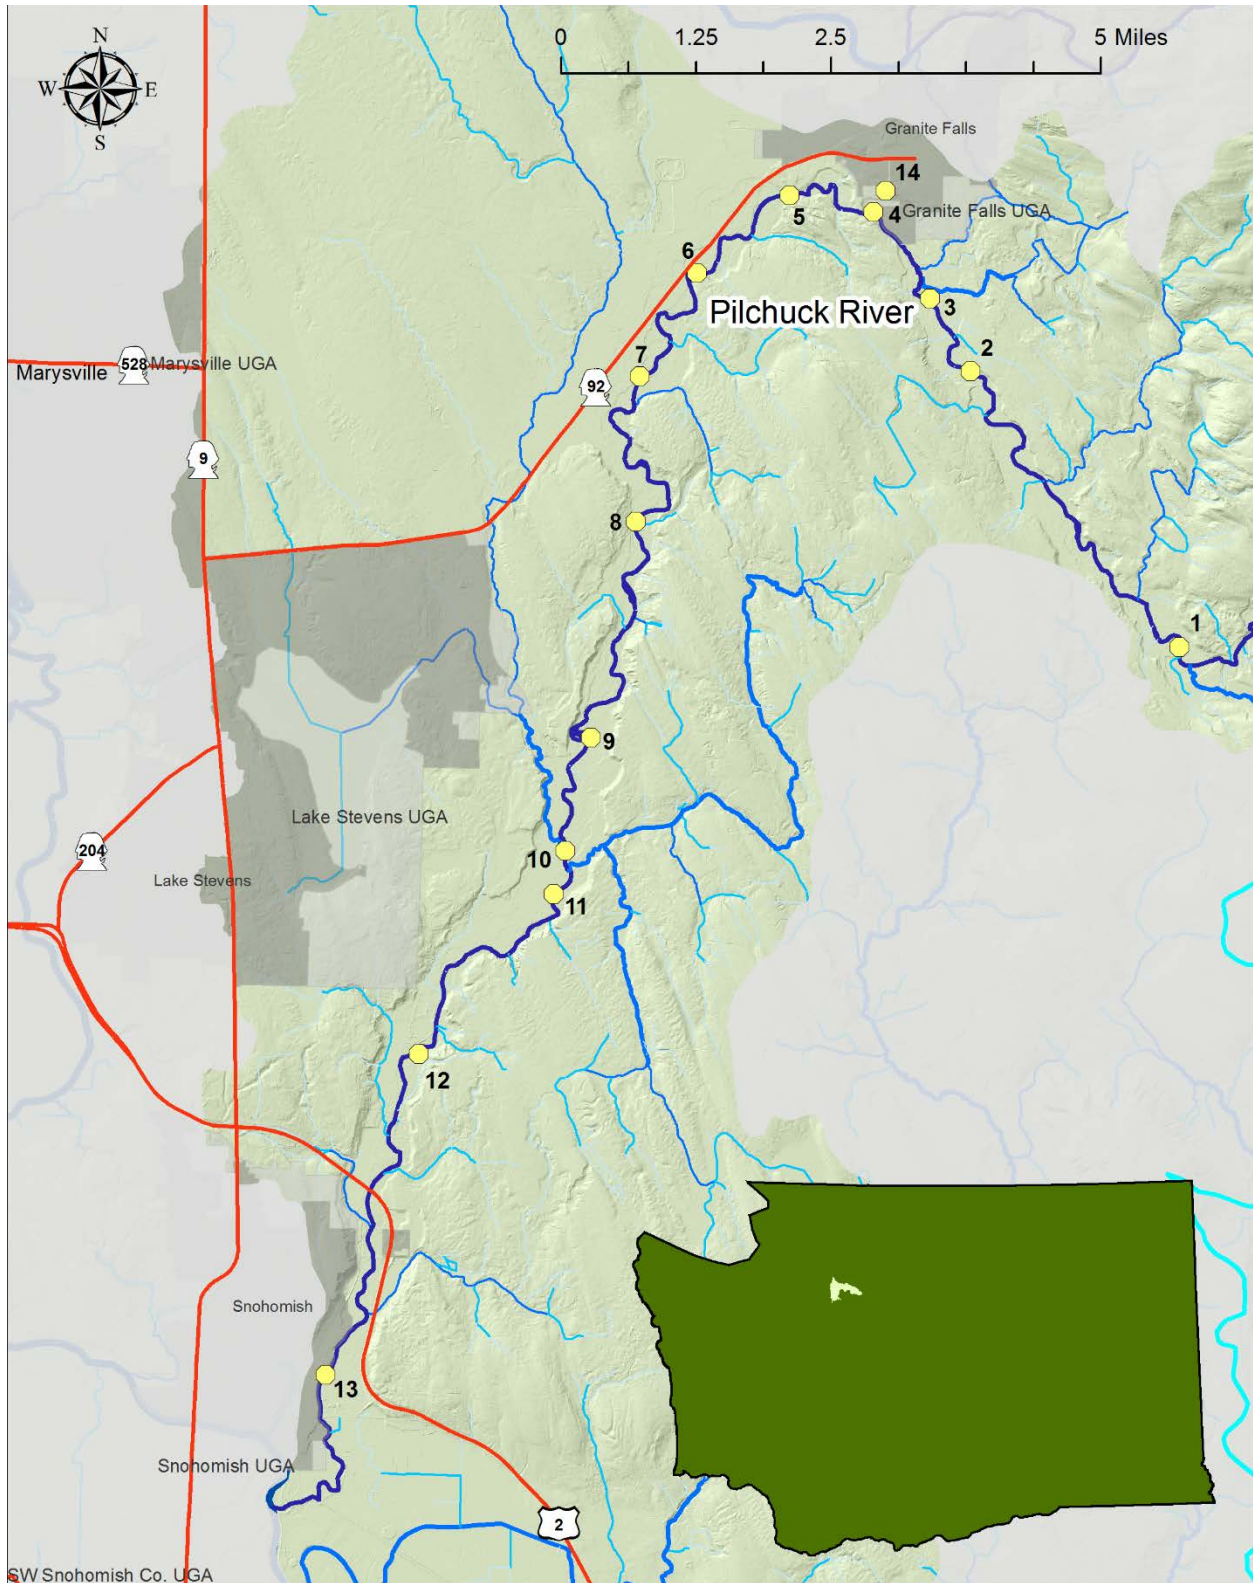 0 1.25 2.5 5 Miles
N
W E
S
Granite Falls
14
5 4 Granite Falls UGA
6
Pilchuck River
3
2
7
528 Marysville UGA
Marysville
92
9
8
1
9
Lake Stevens UGA
204
10
Lake Stevens
11
12
Snohomish
13
Snohomish UGA
2
SW Snohomish Co. UGA